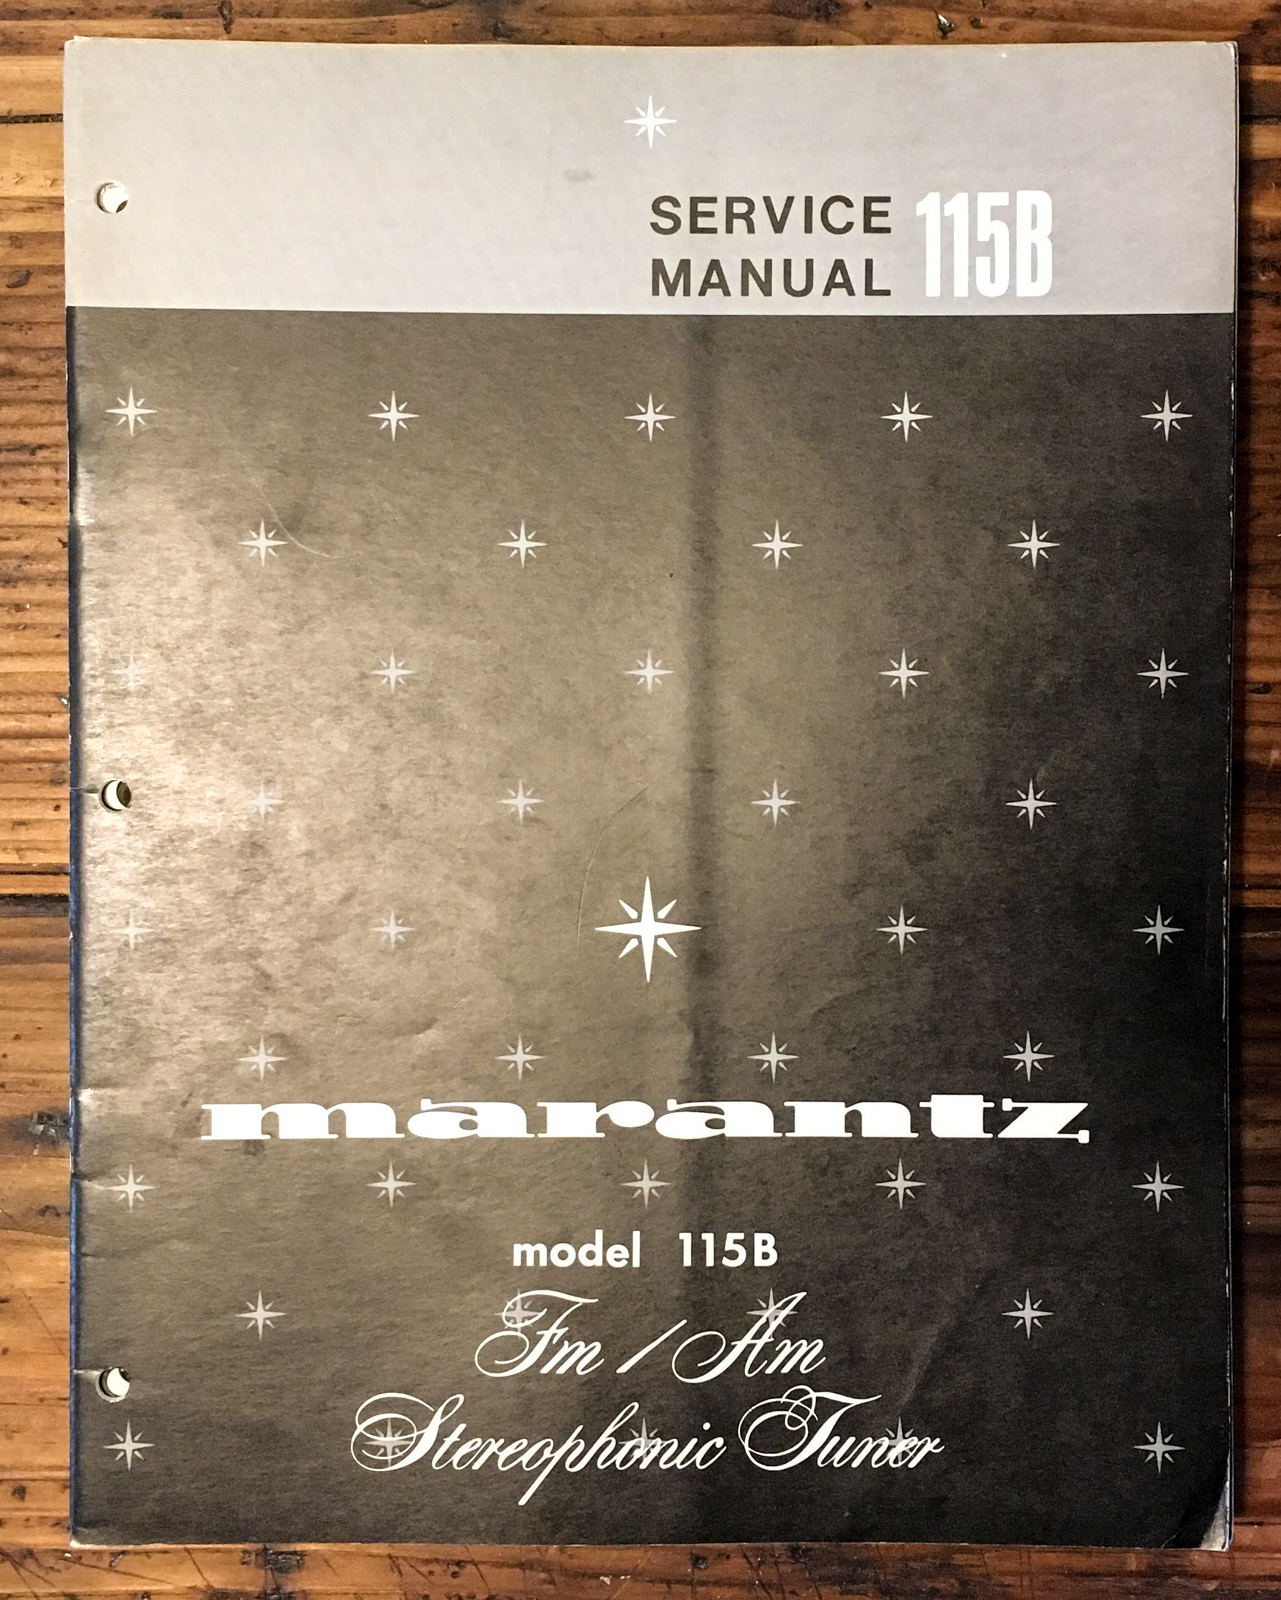 SERVICE 115B
MANUAL
marantz
model 115B
Fm / Am
Stereophonic Tuner